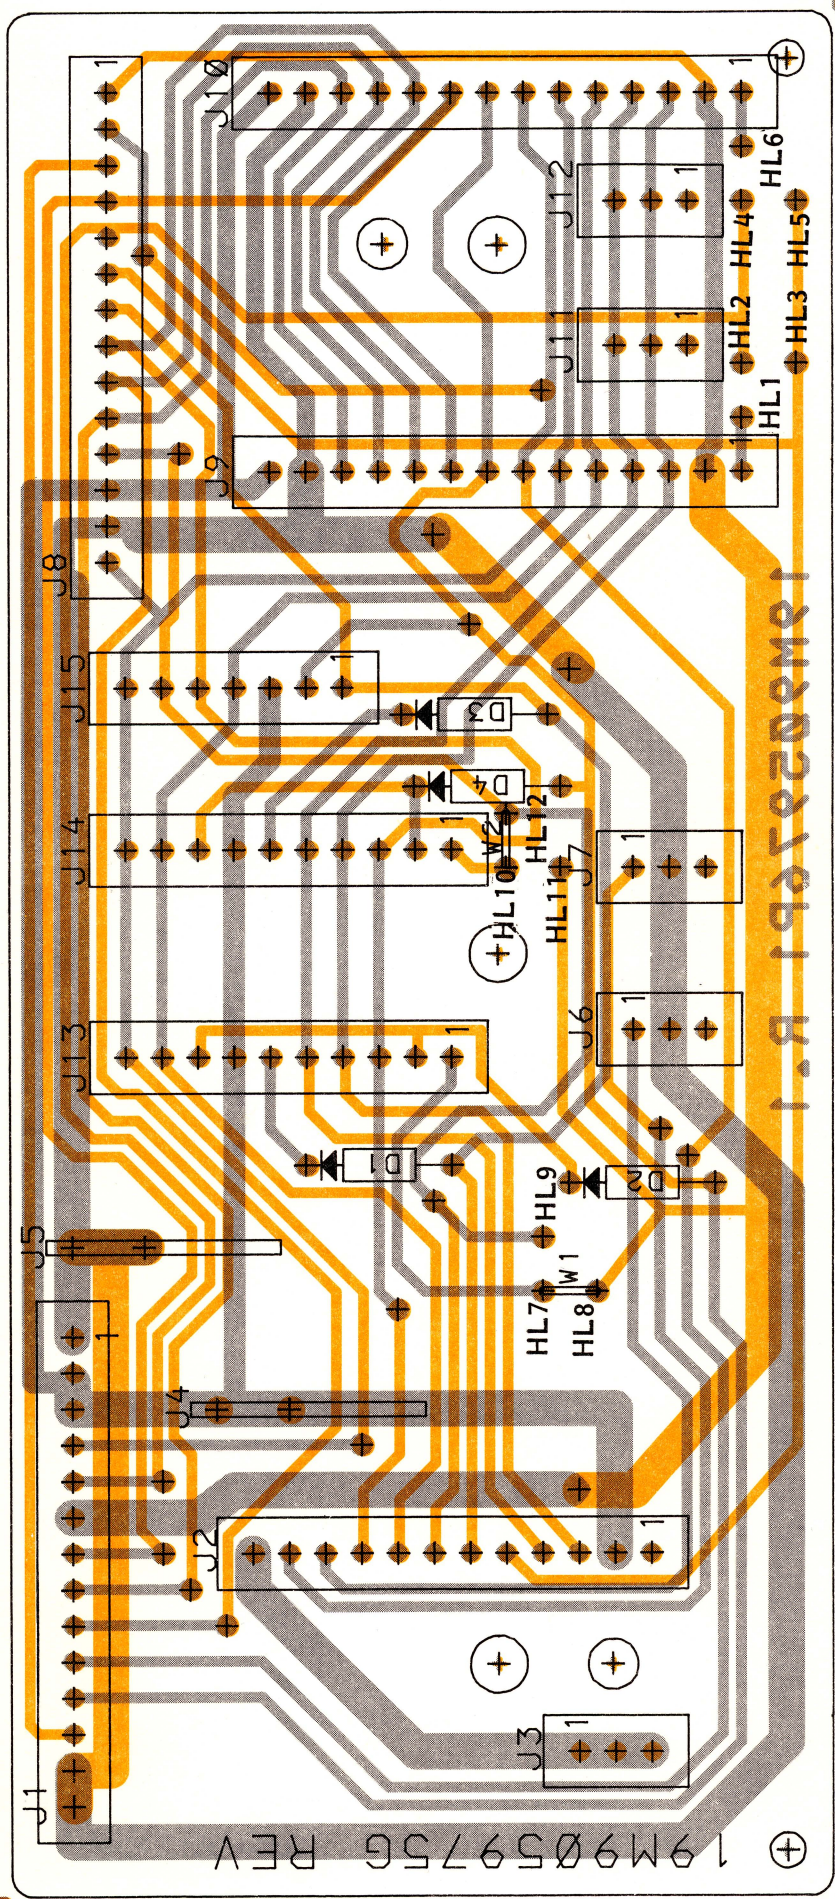 1
J10
1
HL6
J12
1
HL4
HL5
J11
1
HL2
HL3
HL1
J9
1
J8
J15
1
D3
D4
J14
1
W2
HL12
HL10
HL11
J7
1
J6
1
J13
1
D1
D2
HL9
J5
W1
HL7
HL8
1
J4
J2
1
J3
1
J1
19M9Ø5976P1 R.1
19M9Ø5975G REV